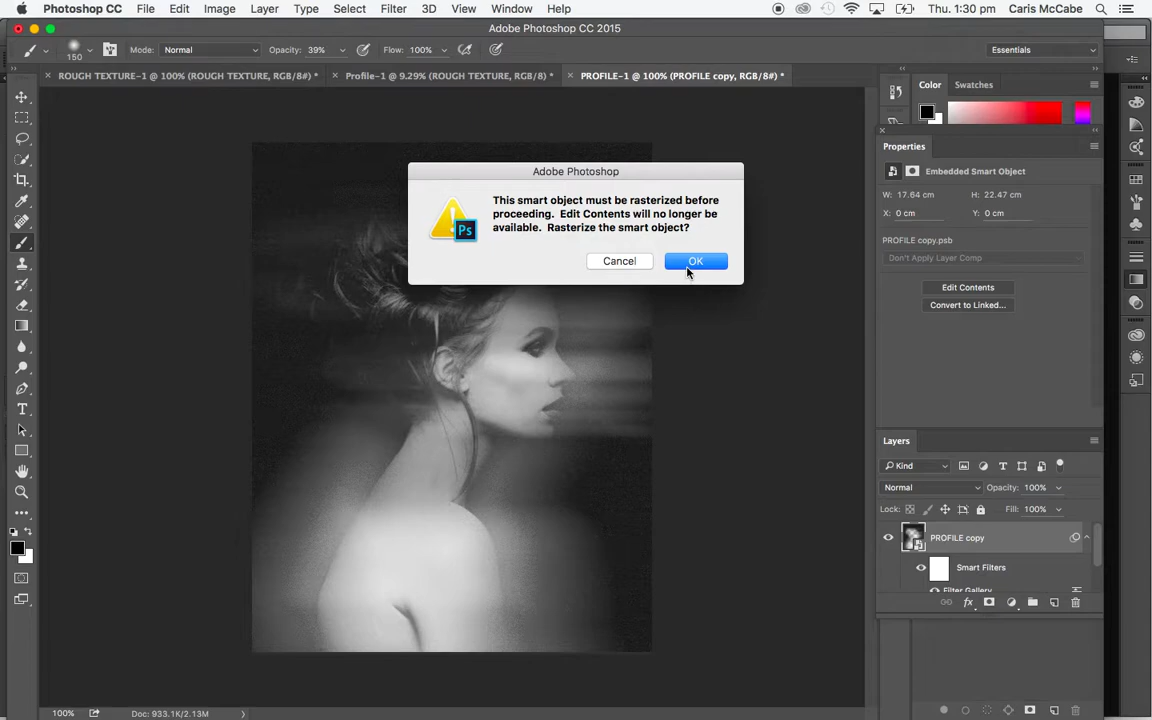 Photoshop CC File Edit Image Layer Type Select Filter 3D View Window Help Thu. 1:30 pm Caris McCabe
Adobe Photoshop CC 2015
150 Mode: Normal Opacity: 39% Flow: 100% Essentials
ROUGH TEXTURE-1 @ 100% (ROUGH TEXTURE, RGB/8#) * Profile-1 @ 9.29% (ROUGH TEXTURE, RGB/8) * PROFILE-1 @ 100% (PROFILE copy, RGB/8#) *
Color Swatches
Properties
Embedded Smart Object
W: 17.64 cm H: 22.47 cm
X: 0 cm Y: 0 cm
PROFILE copy.psb
Don't Apply Layer Comp
Edit Contents
Convert to Linked...
Adobe Photoshop
This smart object must be rasterized before
proceeding. Edit Contents will no longer be
available. Rasterize the smart object?
Ps
Cancel OK
Layers
Kind
Normal Opacity: 100%
Lock: Fill: 100%
PROFILE copy
Smart Filters
Filter Gallery
fx
100% Doc: 933.1K/2.13M